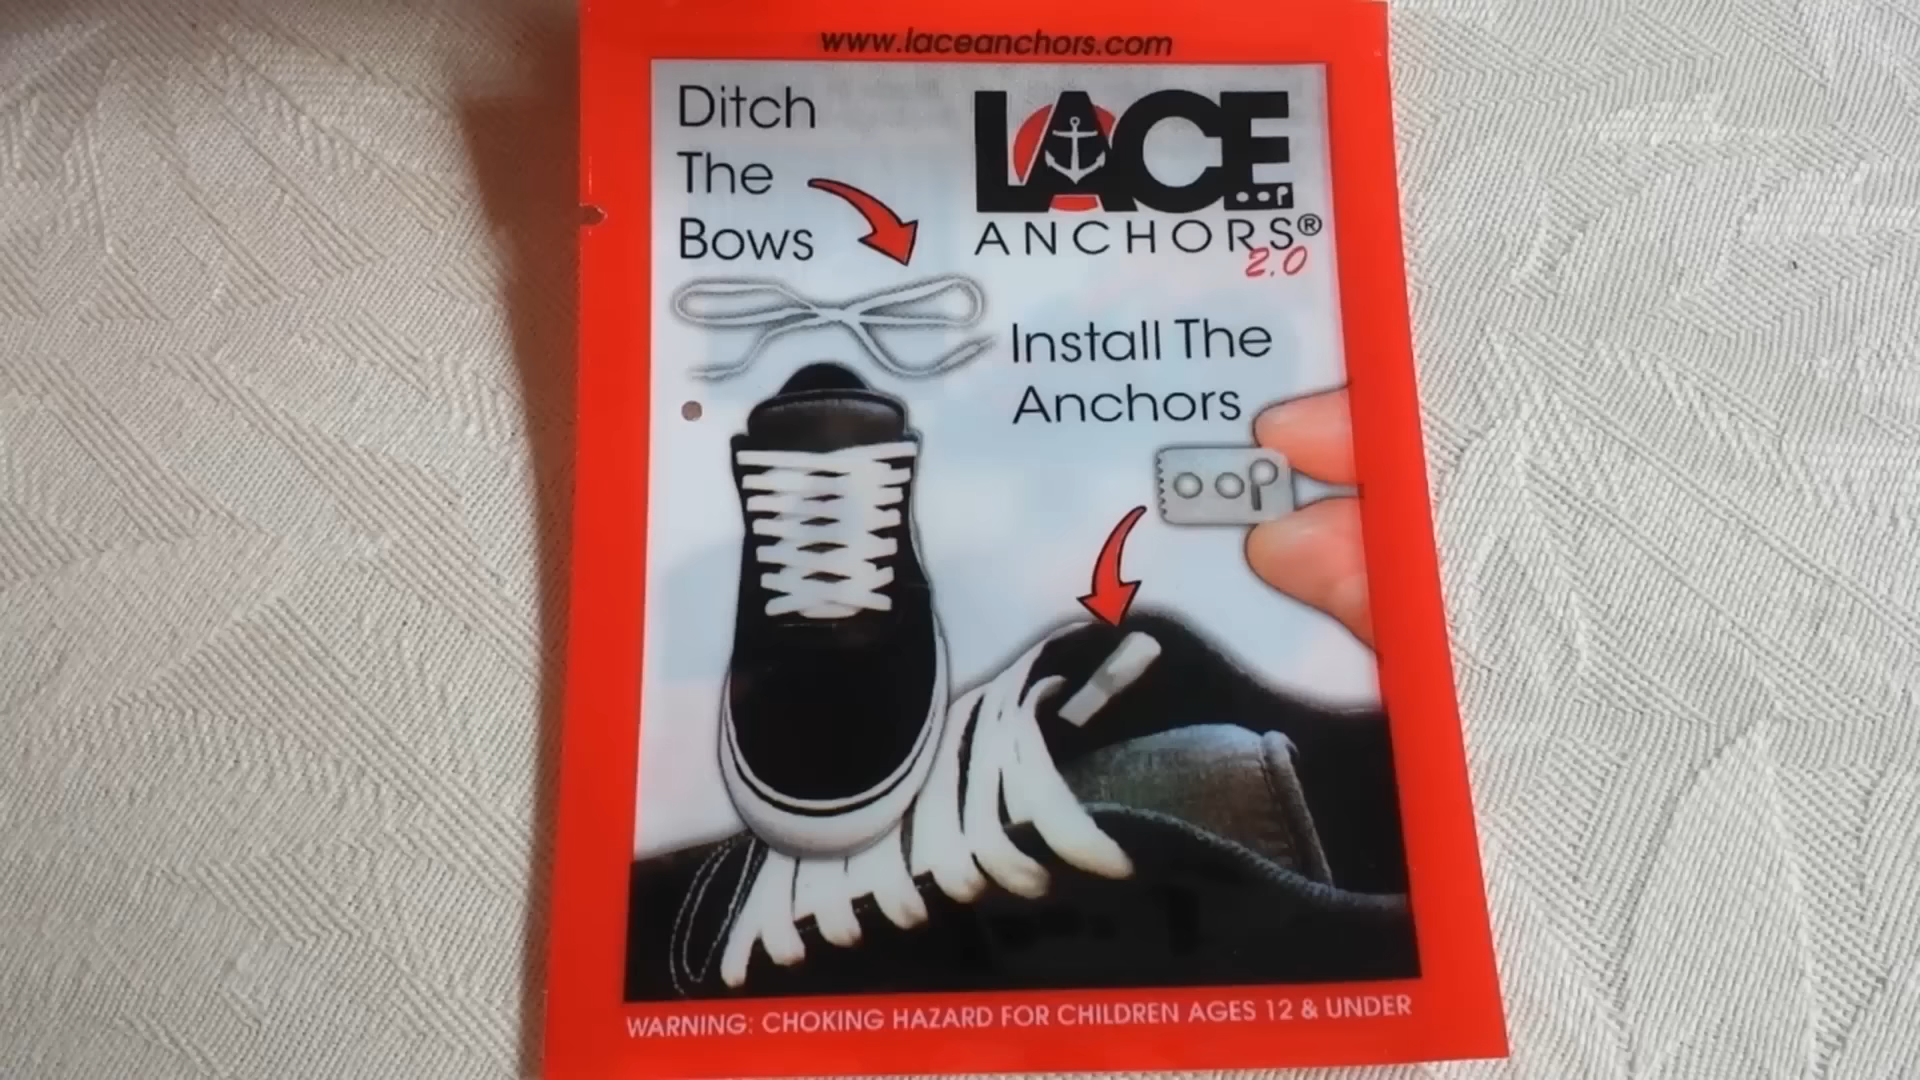 www.laceanchors.com
Ditch
The
Bows
LACE
ANCHORS®
2.0
Install The
Anchors
WARNING: CHOKING HAZARD FOR CHILDREN AGES 12 & UNDER